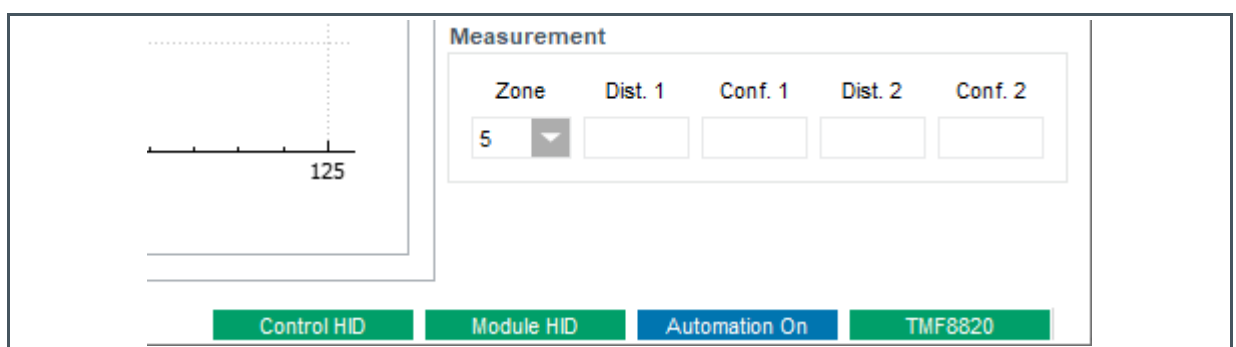 Measurement
Zone Dist. 1 Conf. 1 Dist. 2 Conf. 2
5
125
Control HID Module HID Automation On TMF8820